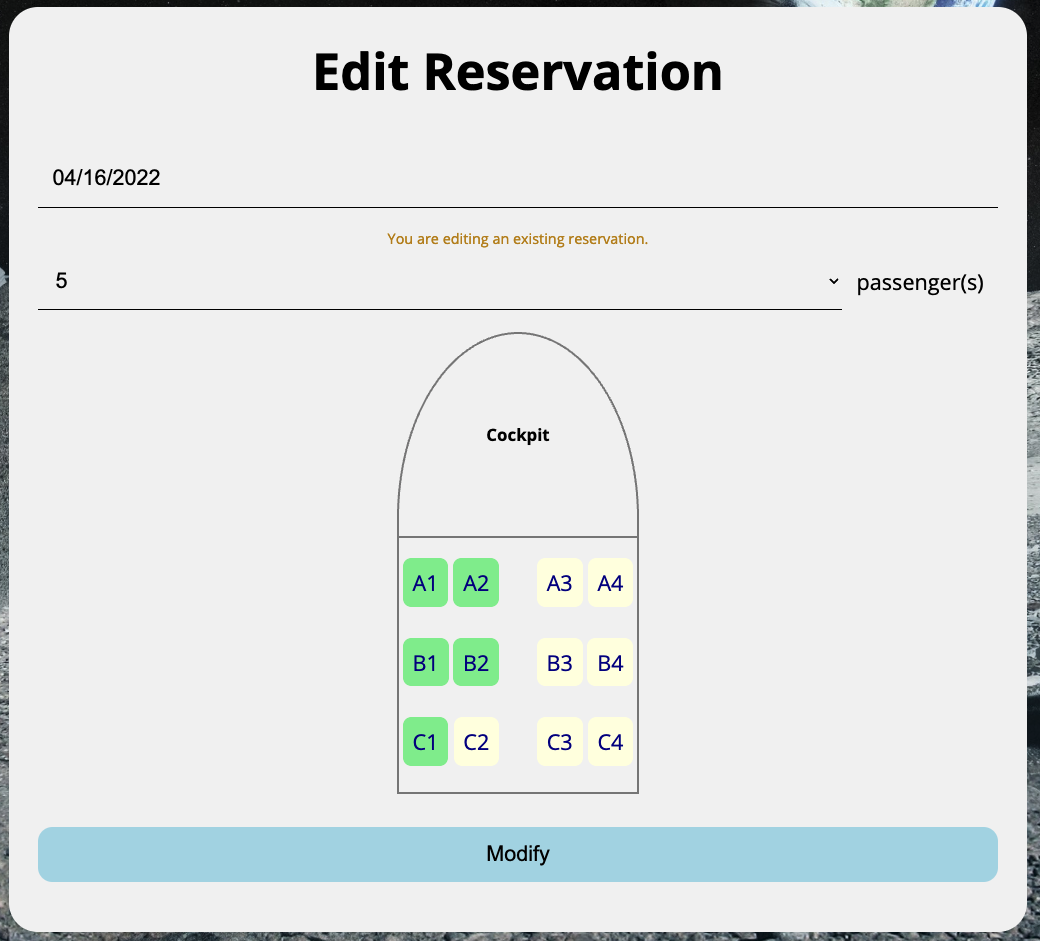 Edit Reservation
04/16/2022
You are editing an existing reservation.
5 passenger(s)
Cockpit
A1 A2 A3 A4
B1 B2 B3 B4
C1 C2 C3 C4
Modify